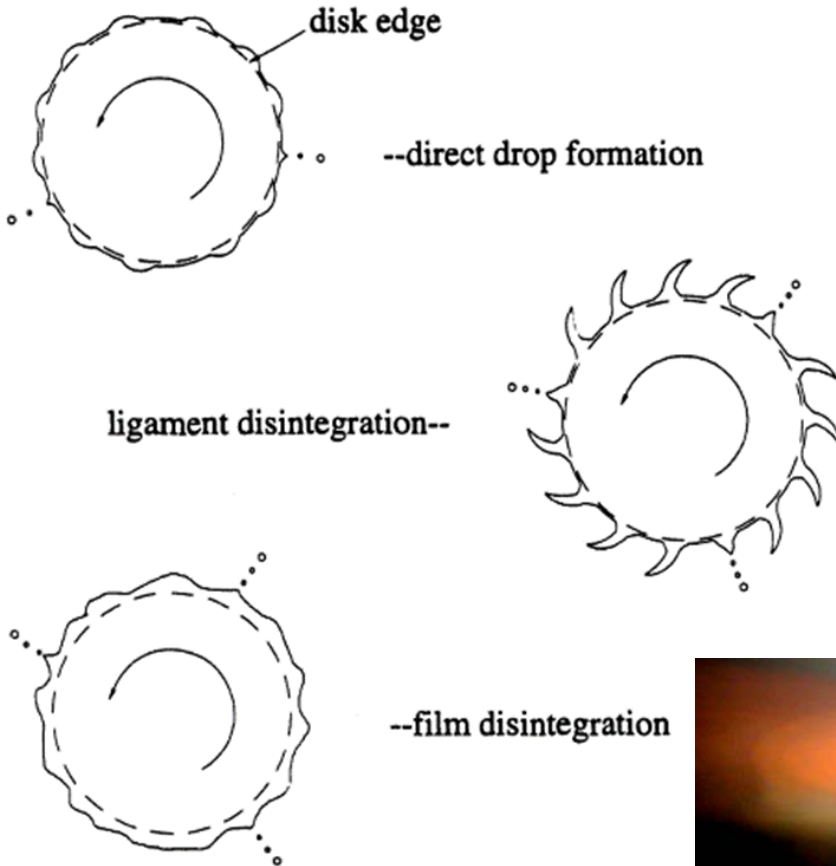 disk edge
--direct drop formation
ligament disintegration--
--film disintegration